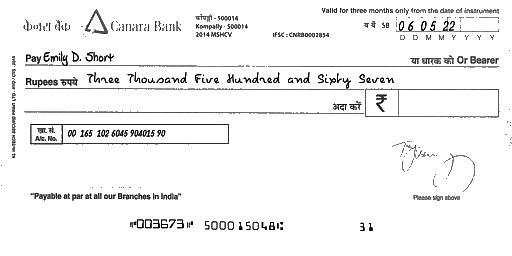 Valid for three months only from the date of instrument
केनरा बैंक Canara Bank
कोंपल्ली - 500014
Kompally - 500014
2014 MSHCV
IFSC : CNRB0002854
SB 06 05 22
D D M M Y Y Y Y
Pay Emily D. Short
या धारक को Or Bearer
Rupees रुपये Three Thousand Five Hundred and Sixty Seven
अदा करें ₹
खा. सं.
A/c. No. 00 165 102 6045 904015 90
"Payable at par at all our Branches in India"
Please sign above
⑈003673⑈ 500015048⑆ 31